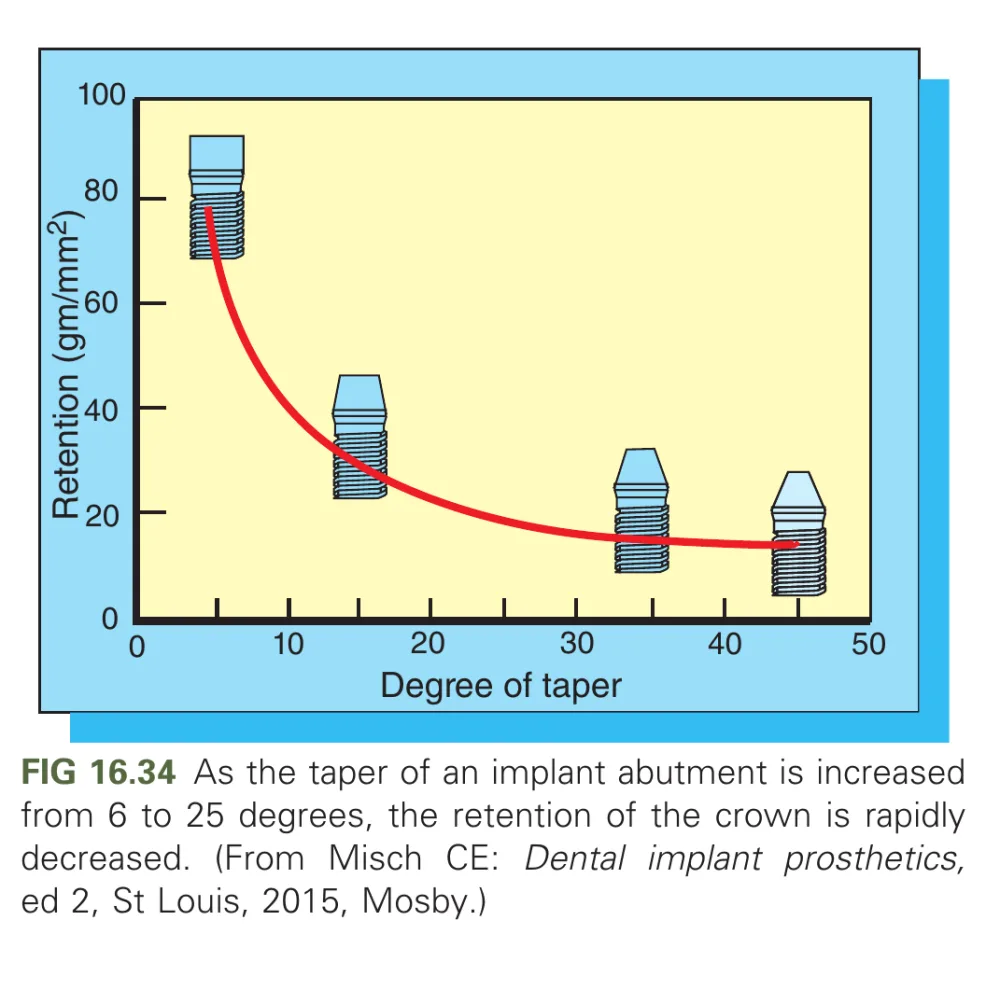 100
80
60
40
20
0
Retention (gm/mm²)
0 10 20 30 40 50
Degree of taper
FIG 16.34 As the taper of an implant abutment is increased
from 6 to 25 degrees, the retention of the crown is rapidly
decreased. (From Misch CE: Dental implant prosthetics,
ed 2, St Louis, 2015, Mosby.)